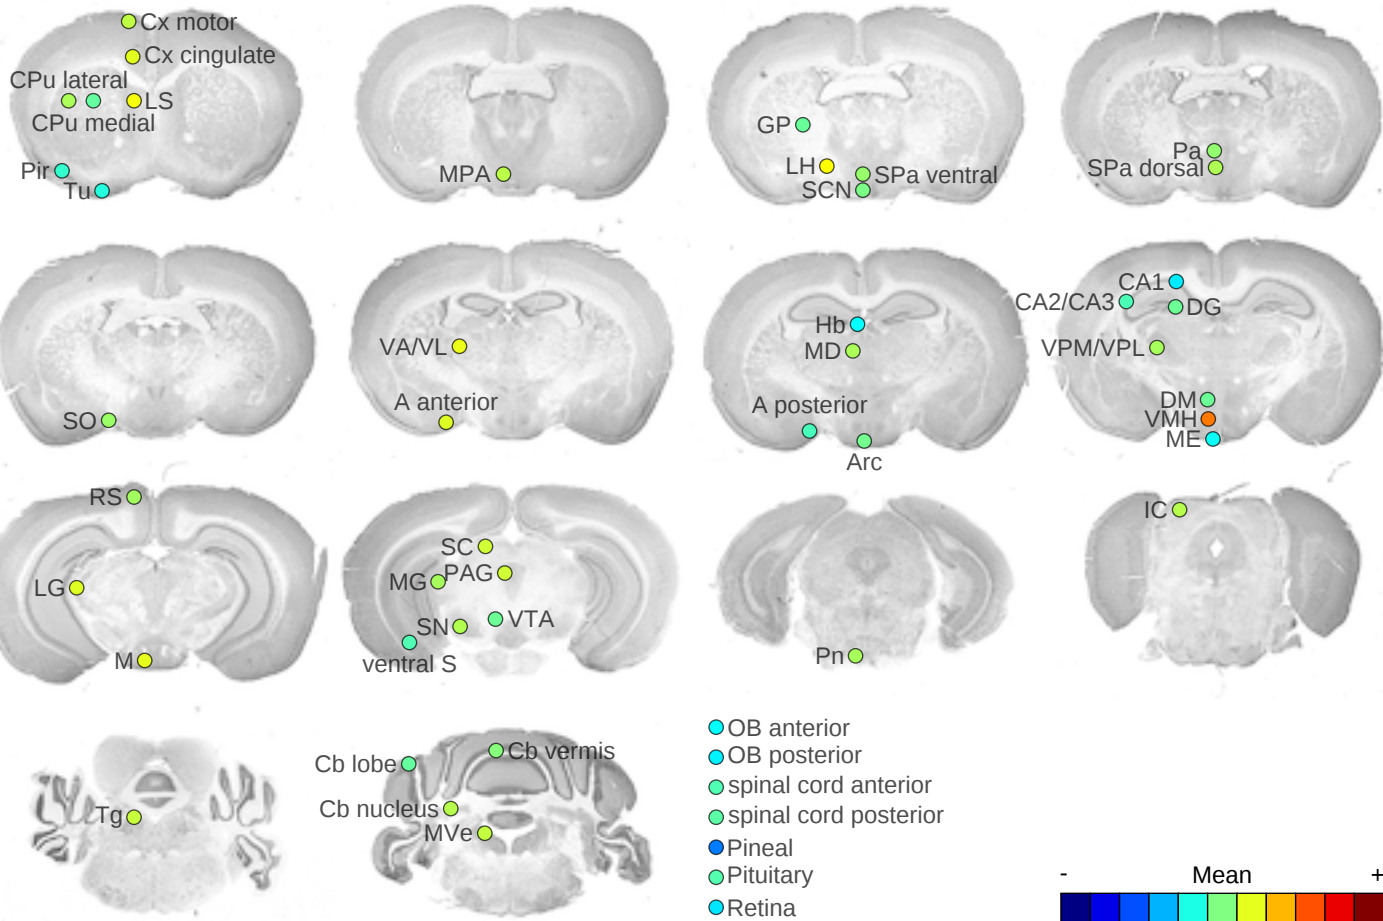 Cx motor
Cx cingulate
CPu lateral
LS
CPu medial
Pir
Tu
MPA
GP
LH
SPa ventral
SCN
Pa
SPa dorsal
SO
VA/VL
A anterior
Hb
MD
A posterior
Arc
CA1
CA2/CA3
DG
VPM/VPL
DM
VMH
ME
RS
LG
M
SC
PAG
MG
SN
VTA
ventral S
Pn
IC
Tg
Cb vermis
Cb lobe
Cb nucleus
MVe
OB anterior
OB posterior
spinal cord anterior
spinal cord posterior
Pineal
Pituitary
Retina
- Mean +